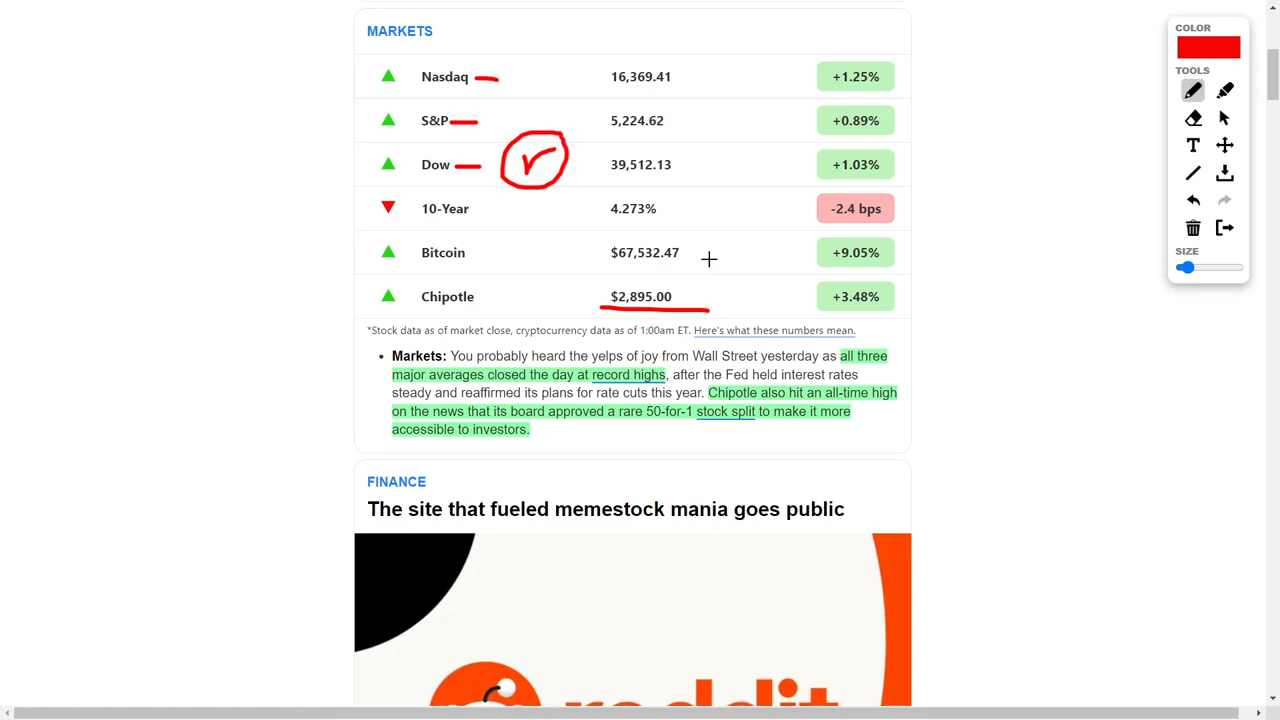 MARKETS
Nasdaq 16,369.41 +1.25%
S&P 5,224.62 +0.89%
Dow 39,512.13 +1.03%
10-Year 4.273% -2.4 bps
Bitcoin $67,532.47 +9.05%
Chipotle $2,895.00 +3.48%
*Stock data as of market close, cryptocurrency data as of 1:00am ET. Here's what these numbers mean.
• Markets: You probably heard the yelps of joy from Wall Street yesterday as all three
major averages closed the day at record highs, after the Fed held interest rates
steady and reaffirmed its plans for rate cuts this year. Chipotle also hit an all-time high
on the news that its board approved a rare 50-for-1 stock split to make it more
accessible to investors.
FINANCE
The site that fueled memestock mania goes public
reddit
COLOR
TOOLS
T
SIZE